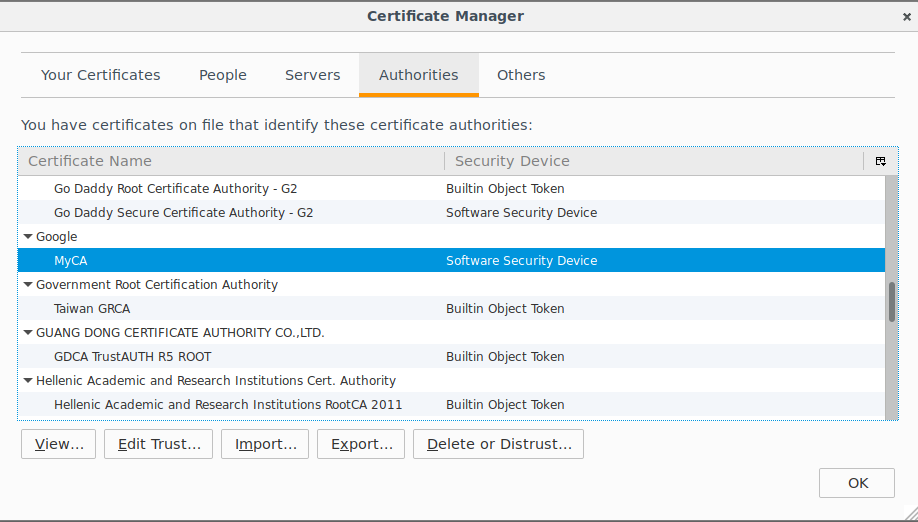 Certificate Manager
Your Certificates People Servers Authorities Others
You have certificates on file that identify these certificate authorities:
Certificate Name Security Device
Go Daddy Root Certificate Authority - G2 Builtin Object Token
Go Daddy Secure Certificate Authority - G2 Software Security Device
Google
MyCA Software Security Device
Government Root Certification Authority
Taiwan GRCA Builtin Object Token
GUANG DONG CERTIFICATE AUTHORITY CO.,LTD.
GDCA TrustAUTH R5 ROOT Builtin Object Token
Hellenic Academic and Research Institutions Cert. Authority
Hellenic Academic and Research Institutions RootCA 2011 Builtin Object Token
View... Edit Trust... Import... Export... Delete or Distrust...
OK